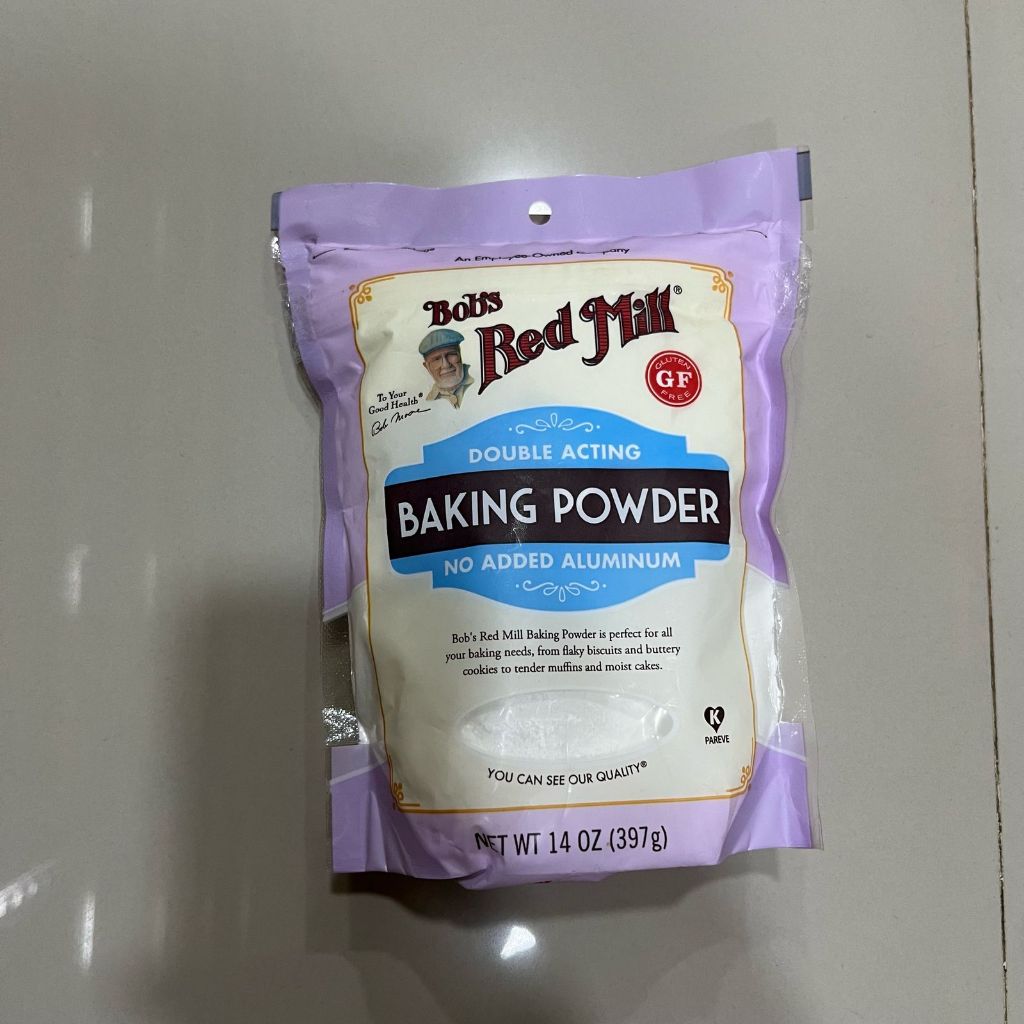 An Employee-Owned Company
Bob's
Red Mill®
GLUTEN
GF
FREE
To Your
Good Health®
Bob Moore
DOUBLE ACTING
BAKING POWDER
NO ADDED ALUMINUM
Bob's Red Mill Baking Powder is perfect for all
your baking needs, from flaky biscuits and buttery
cookies to tender muffins and moist cakes.
K
PAREVE
YOU CAN SEE OUR QUALITY®
NET WT 14 OZ (397g)